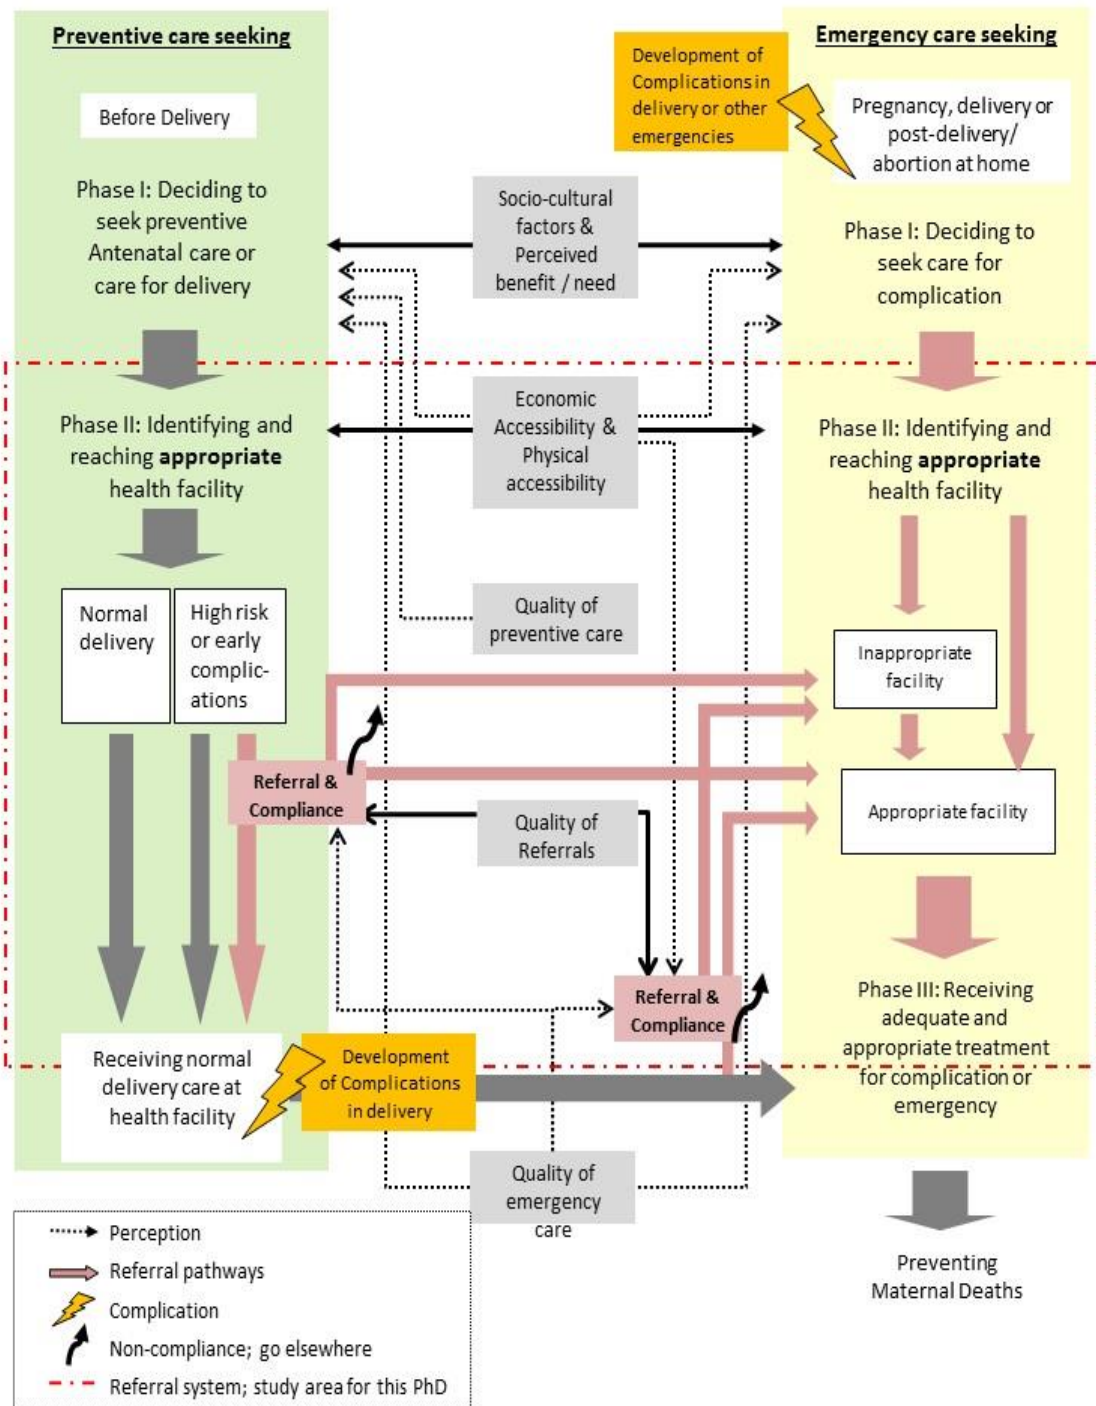 Preventive care seeking
Before Delivery
Phase I: Deciding to
seek preventive
Antenatal care or
care for delivery
Phase II: Identifying and
reaching appropriate
health facility
Normal
delivery
High risk
or early
complic-
ations
Referral &
Compliance
Receiving normal
delivery care at
health facility
Development
of Complications
in delivery
Socio-cultural
factors &
Perceived
benefit / need
Economic
Accessibility &
Physical
accessibility
Quality of
preventive care
Quality of
Referrals
Referral &
Compliance
Quality of
emergency
care
Emergency care seeking
Development of
Complications in
delivery or other
emergencies
Pregnancy, delivery or
post-delivery/
abortion at home
Phase I: Deciding to
seek care for
complication
Phase II: Identifying and
reaching appropriate
health facility
Inappropriate
facility
Appropriate facility
Phase III: Receiving
adequate and
appropriate treatment
for complication or
emergency
Preventing
Maternal Deaths
Perception
Referral pathways
Complication
Non-compliance; go elsewhere
Referral system; study area for this PhD